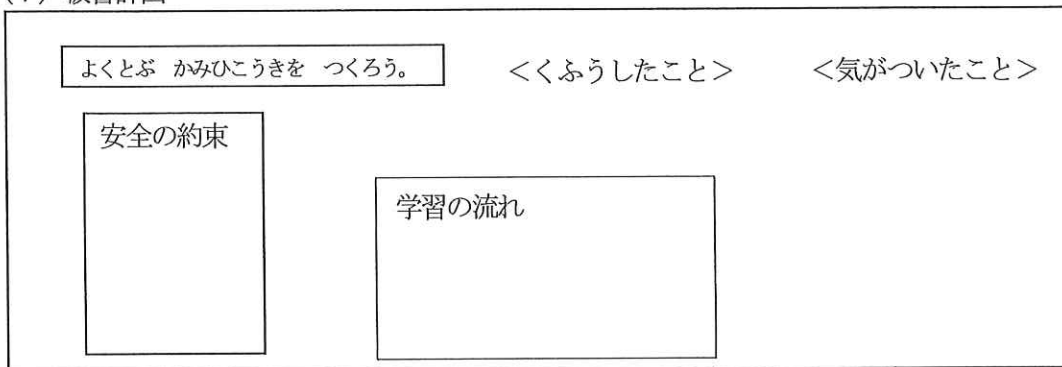 よくとぶ　かみひこうきを　つくろう。
＜くふうしたこと＞
＜気がついたこと＞
安全の約束
学習の流れ